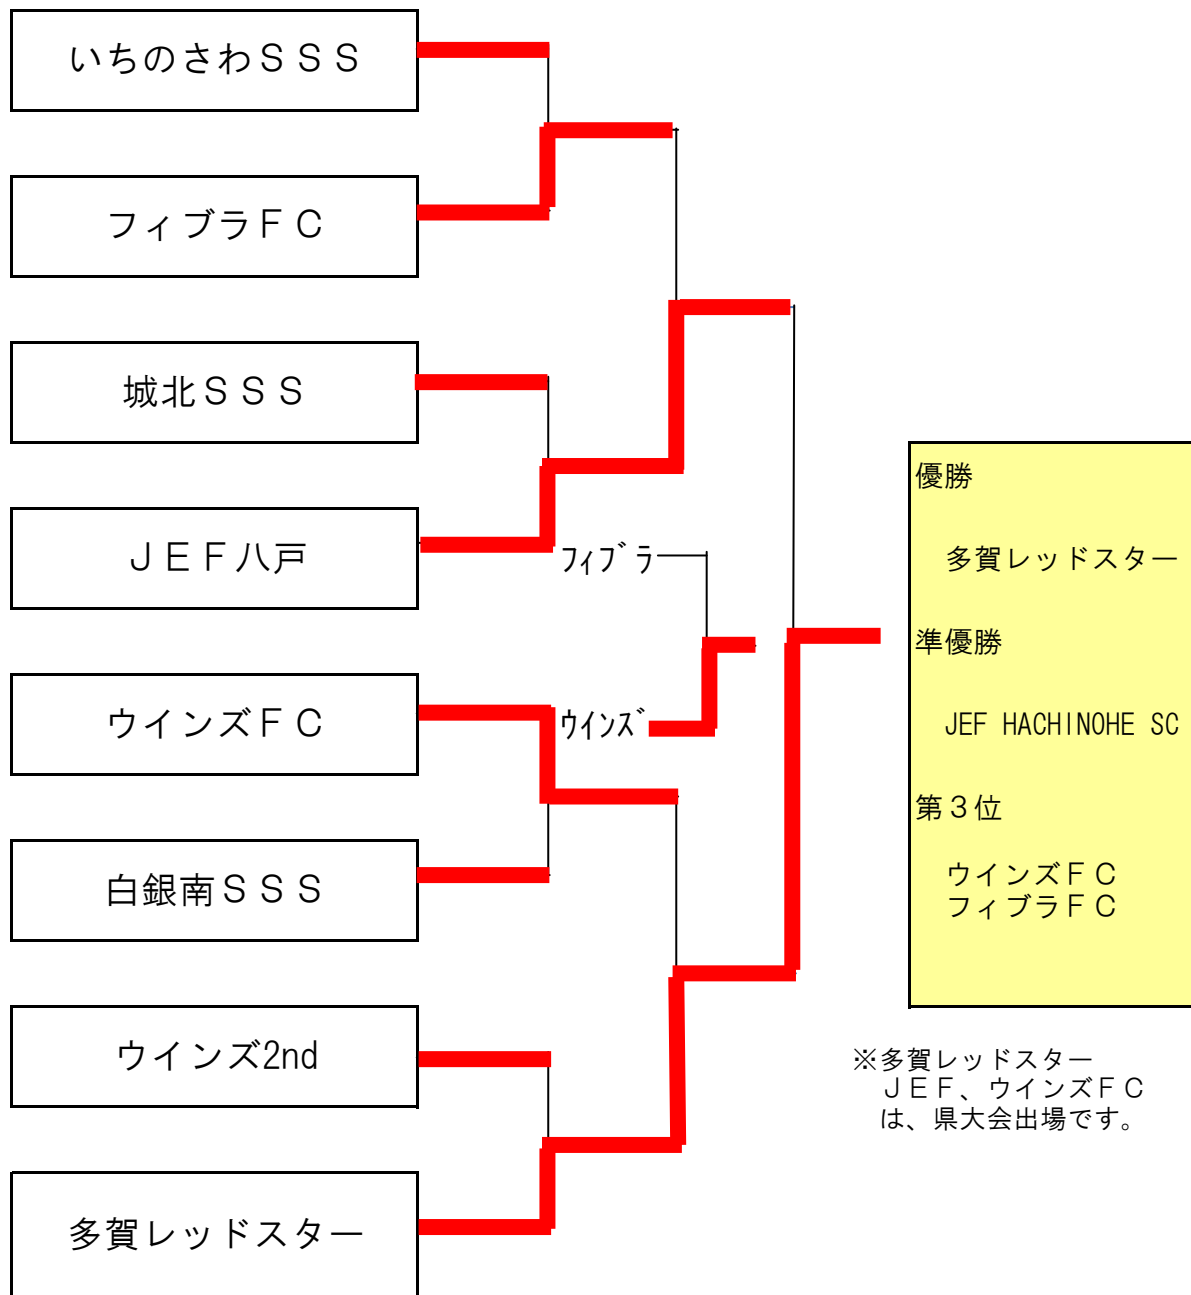 いちのさわＳＳＳ
フィブラＦＣ
城北ＳＳＳ
ＪＥＦ八戸
ウインズＦＣ
白銀南ＳＳＳ
ウインズ2nd
多賀レッドスター
ﾌｨﾌﾞﾗ
ｳｲﾝｽﾞ
優勝
多賀レッドスター
準優勝
JEF HACHINOHE SC
第３位
ウインズＦＣ
フィブラＦＣ
※多賀レッドスター
ＪＥＦ、ウインズＦＣ
は、県大会出場です。